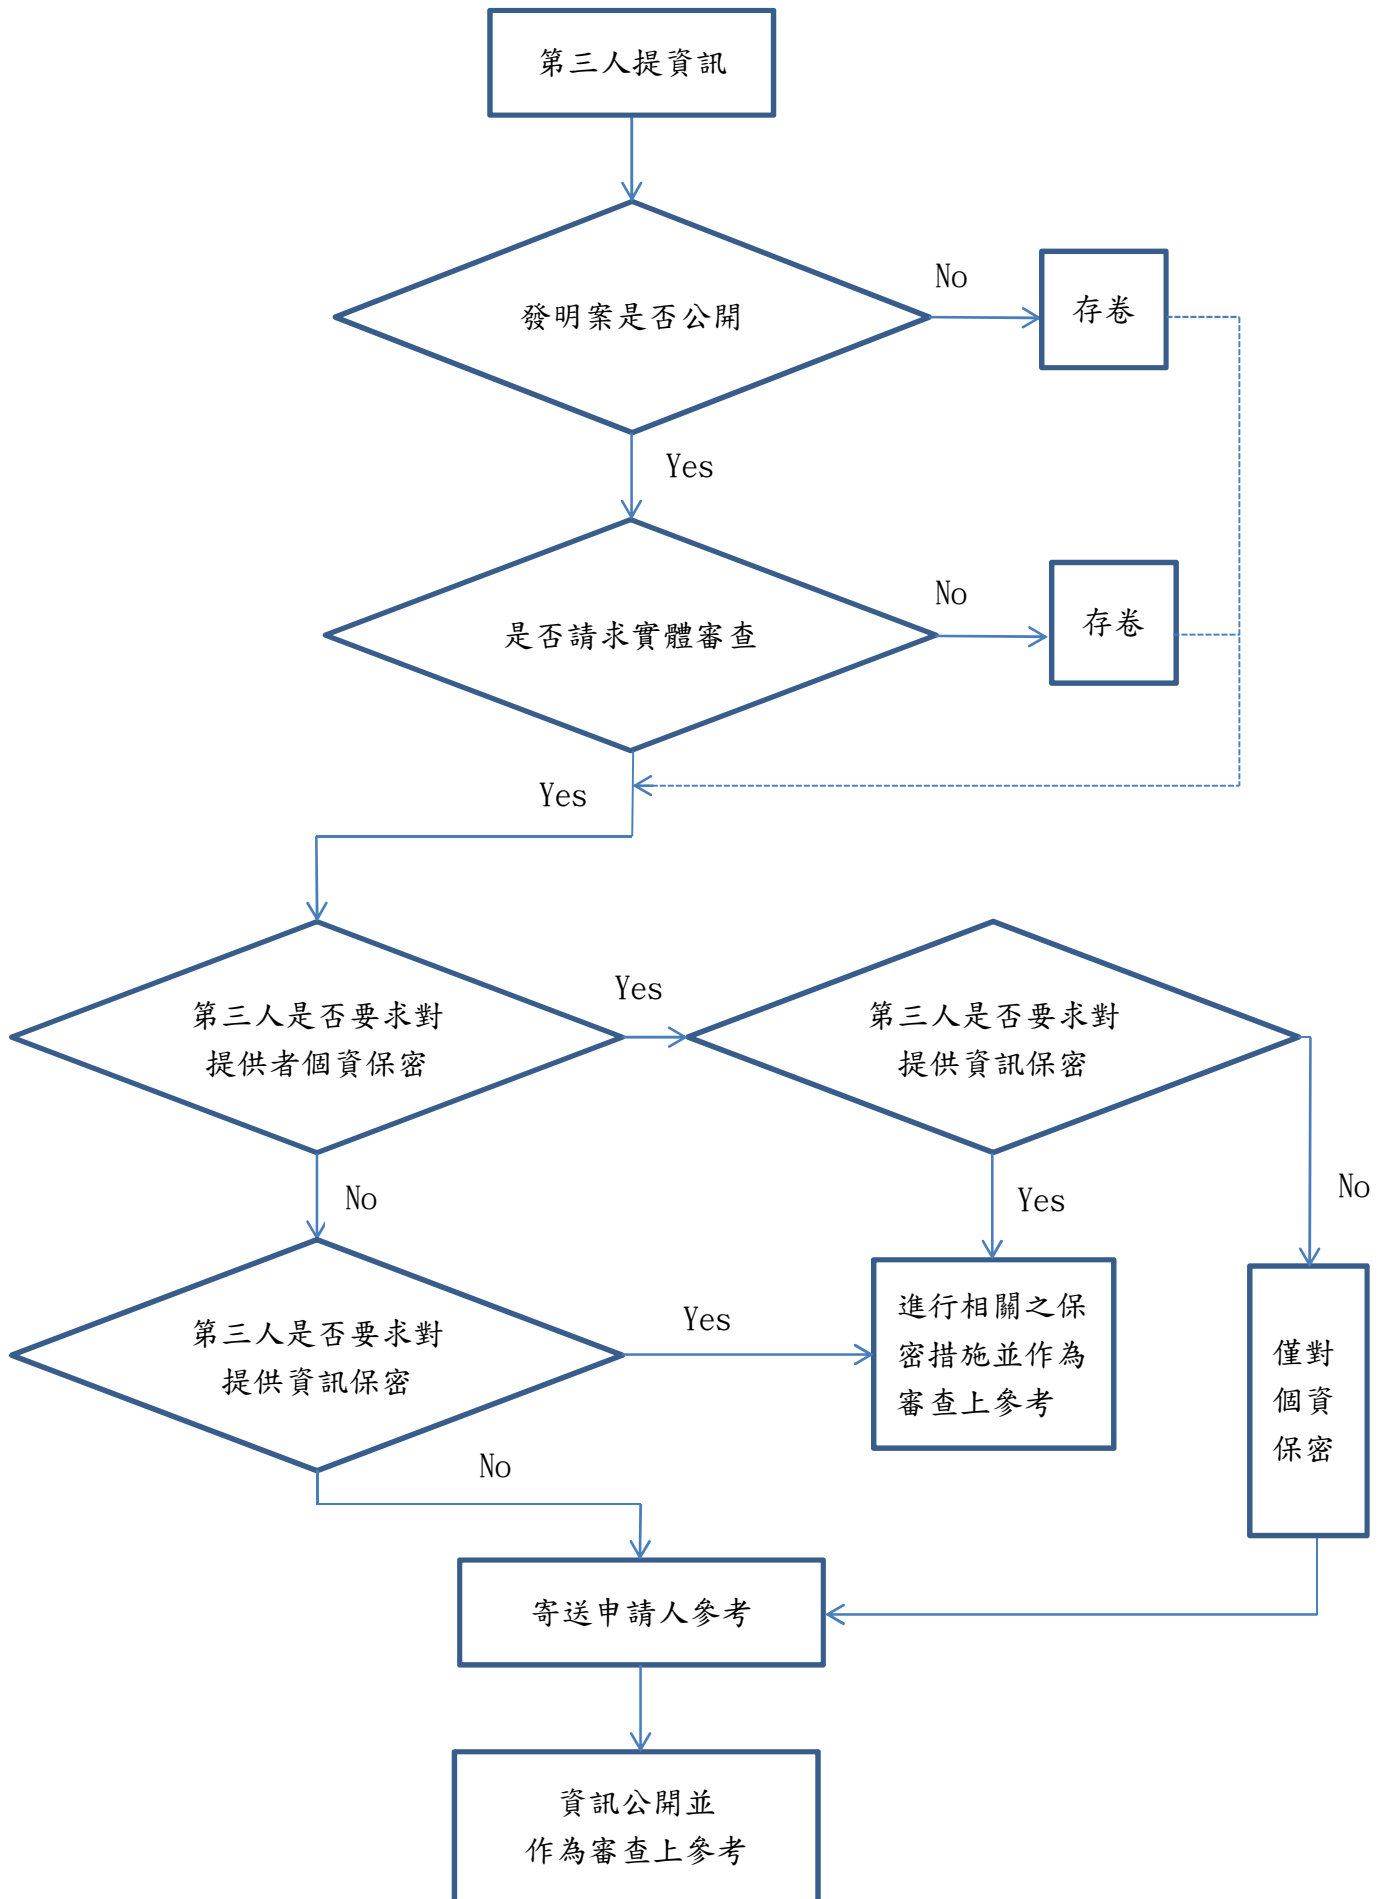 第三人提資訊
No
發明案是否公開
存卷
Yes
No
是否請求實體審查
存卷
Yes
Yes
第三人是否要求對
提供者個資保密
第三人是否要求對
提供資訊保密
No
Yes
No
第三人是否要求對
提供資訊保密
Yes
進行相關之保
密措施並作為
審查上參考
僅對
個資
保密
No
寄送申請人參考
資訊公開並
作為審查上參考